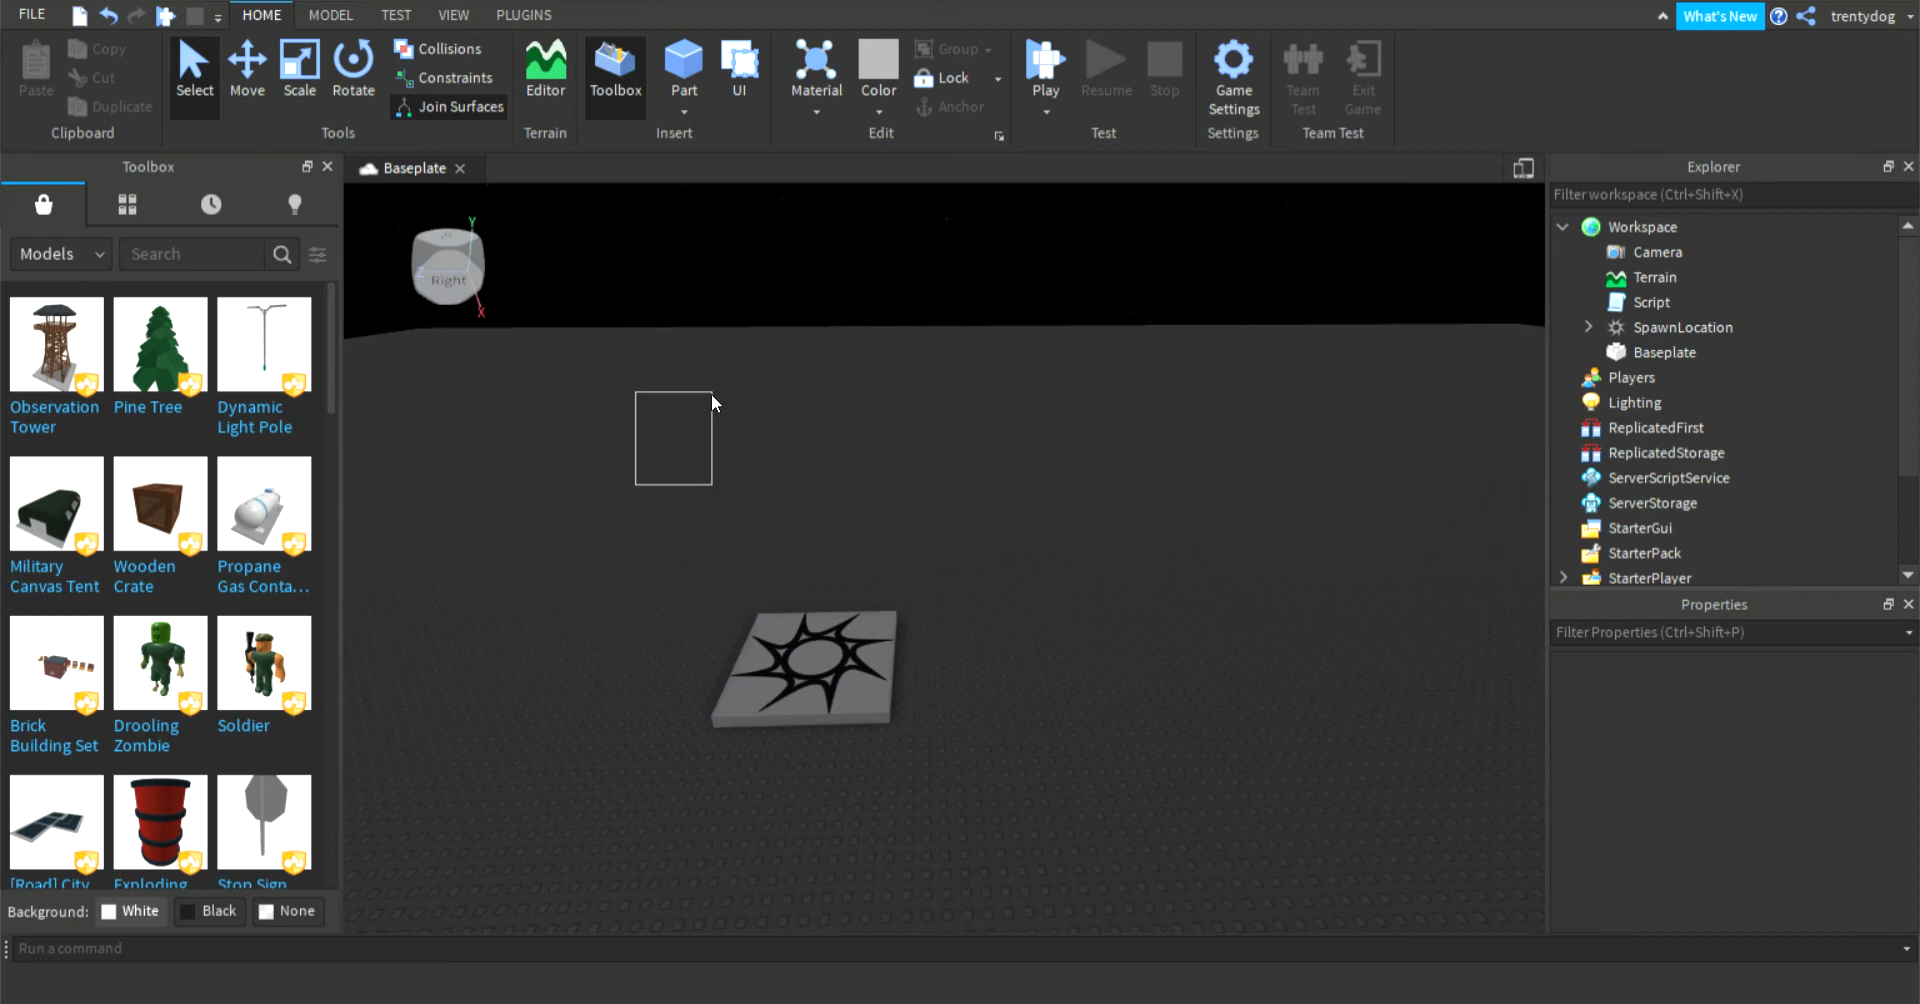 FILE HOME MODEL TEST VIEW PLUGINS What's New trentydog
Paste Copy Cut Duplicate
Select Move Scale Rotate
Collisions
Constraints
Join Surfaces
Editor Toolbox Part UI
Material Color Group Lock Anchor
Play Resume Stop
Game Settings
Team Test
Exit Game
Clipboard Tools Terrain Insert Edit Test Settings Team Test
Toolbox
Models Search
Observation Tower
Pine Tree
Dynamic Light Pole
Military Canvas Tent
Wooden Crate
Propane Gas Conta...
Brick Building Set
Drooling Zombie
Soldier
[Road] City
Exploding
Stop Sign
Background: White Black None
Baseplate
Y
Z
Right
X
Explorer
Filter workspace (Ctrl+Shift+X)
Workspace
Camera
Terrain
Script
SpawnLocation
Baseplate
Players
Lighting
ReplicatedFirst
ReplicatedStorage
ServerScriptService
ServerStorage
StarterGui
StarterPack
StarterPlayer
Properties
Filter Properties (Ctrl+Shift+P)
Run a command